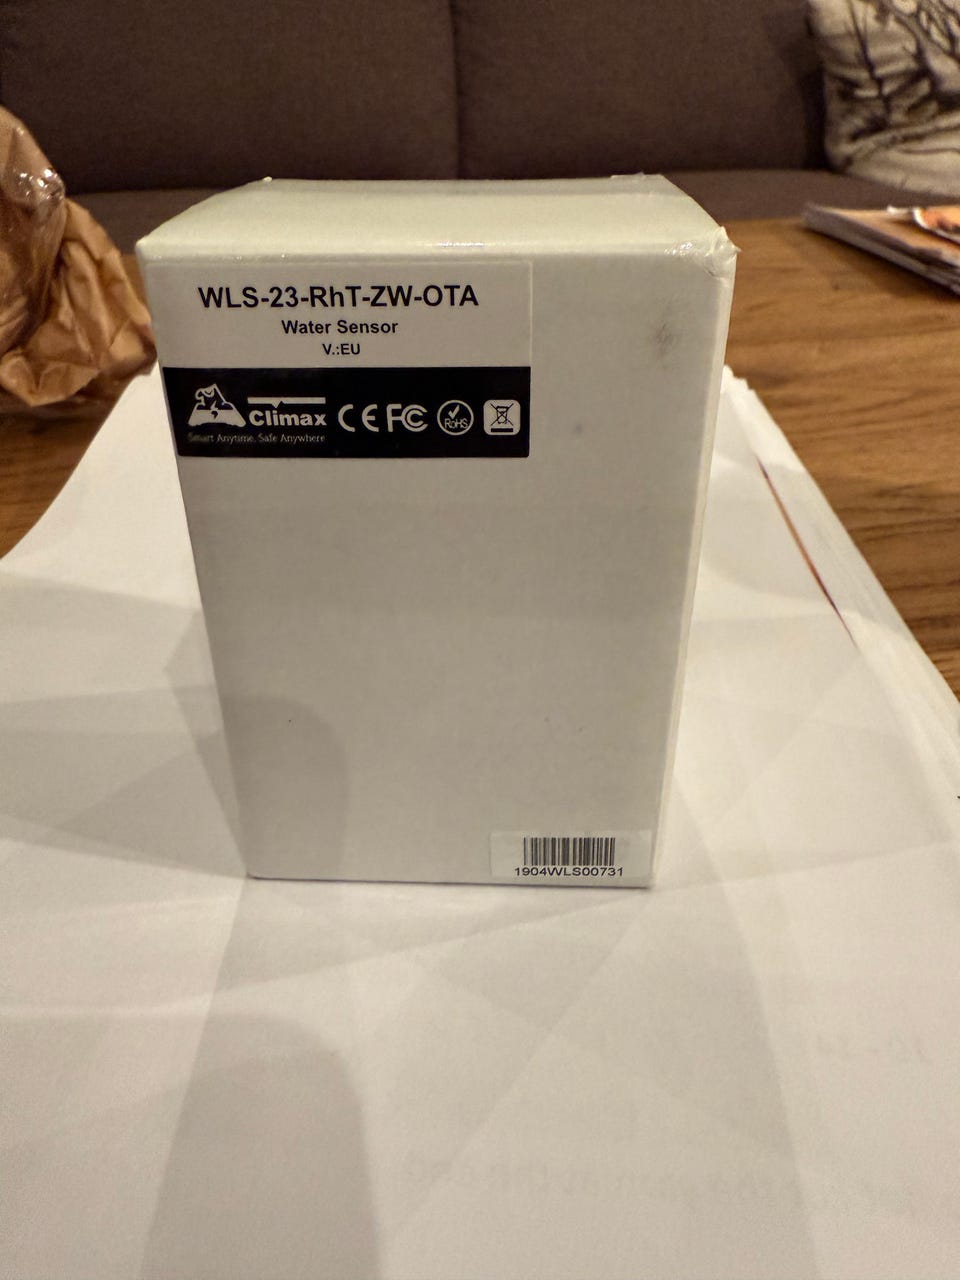 WLS-23-RhT-ZW-OTA
Water Sensor
V.:EU
Climax CE FC RoHS
Smart Anytime, Safe Anywhere
1904WLS00731